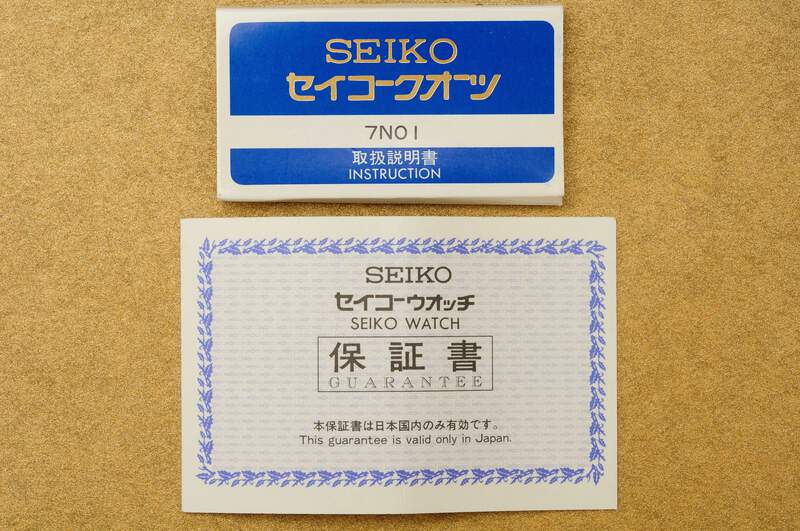 SEIKO
セイコークオーツ
7N01
取扱説明書
INSTRUCTION
SEIKO
セイコーウオッチ
SEIKO WATCH
保証書
GUARANTEE
本保証書は日本国内のみ有効です。
This guarantee is valid only in Japan.